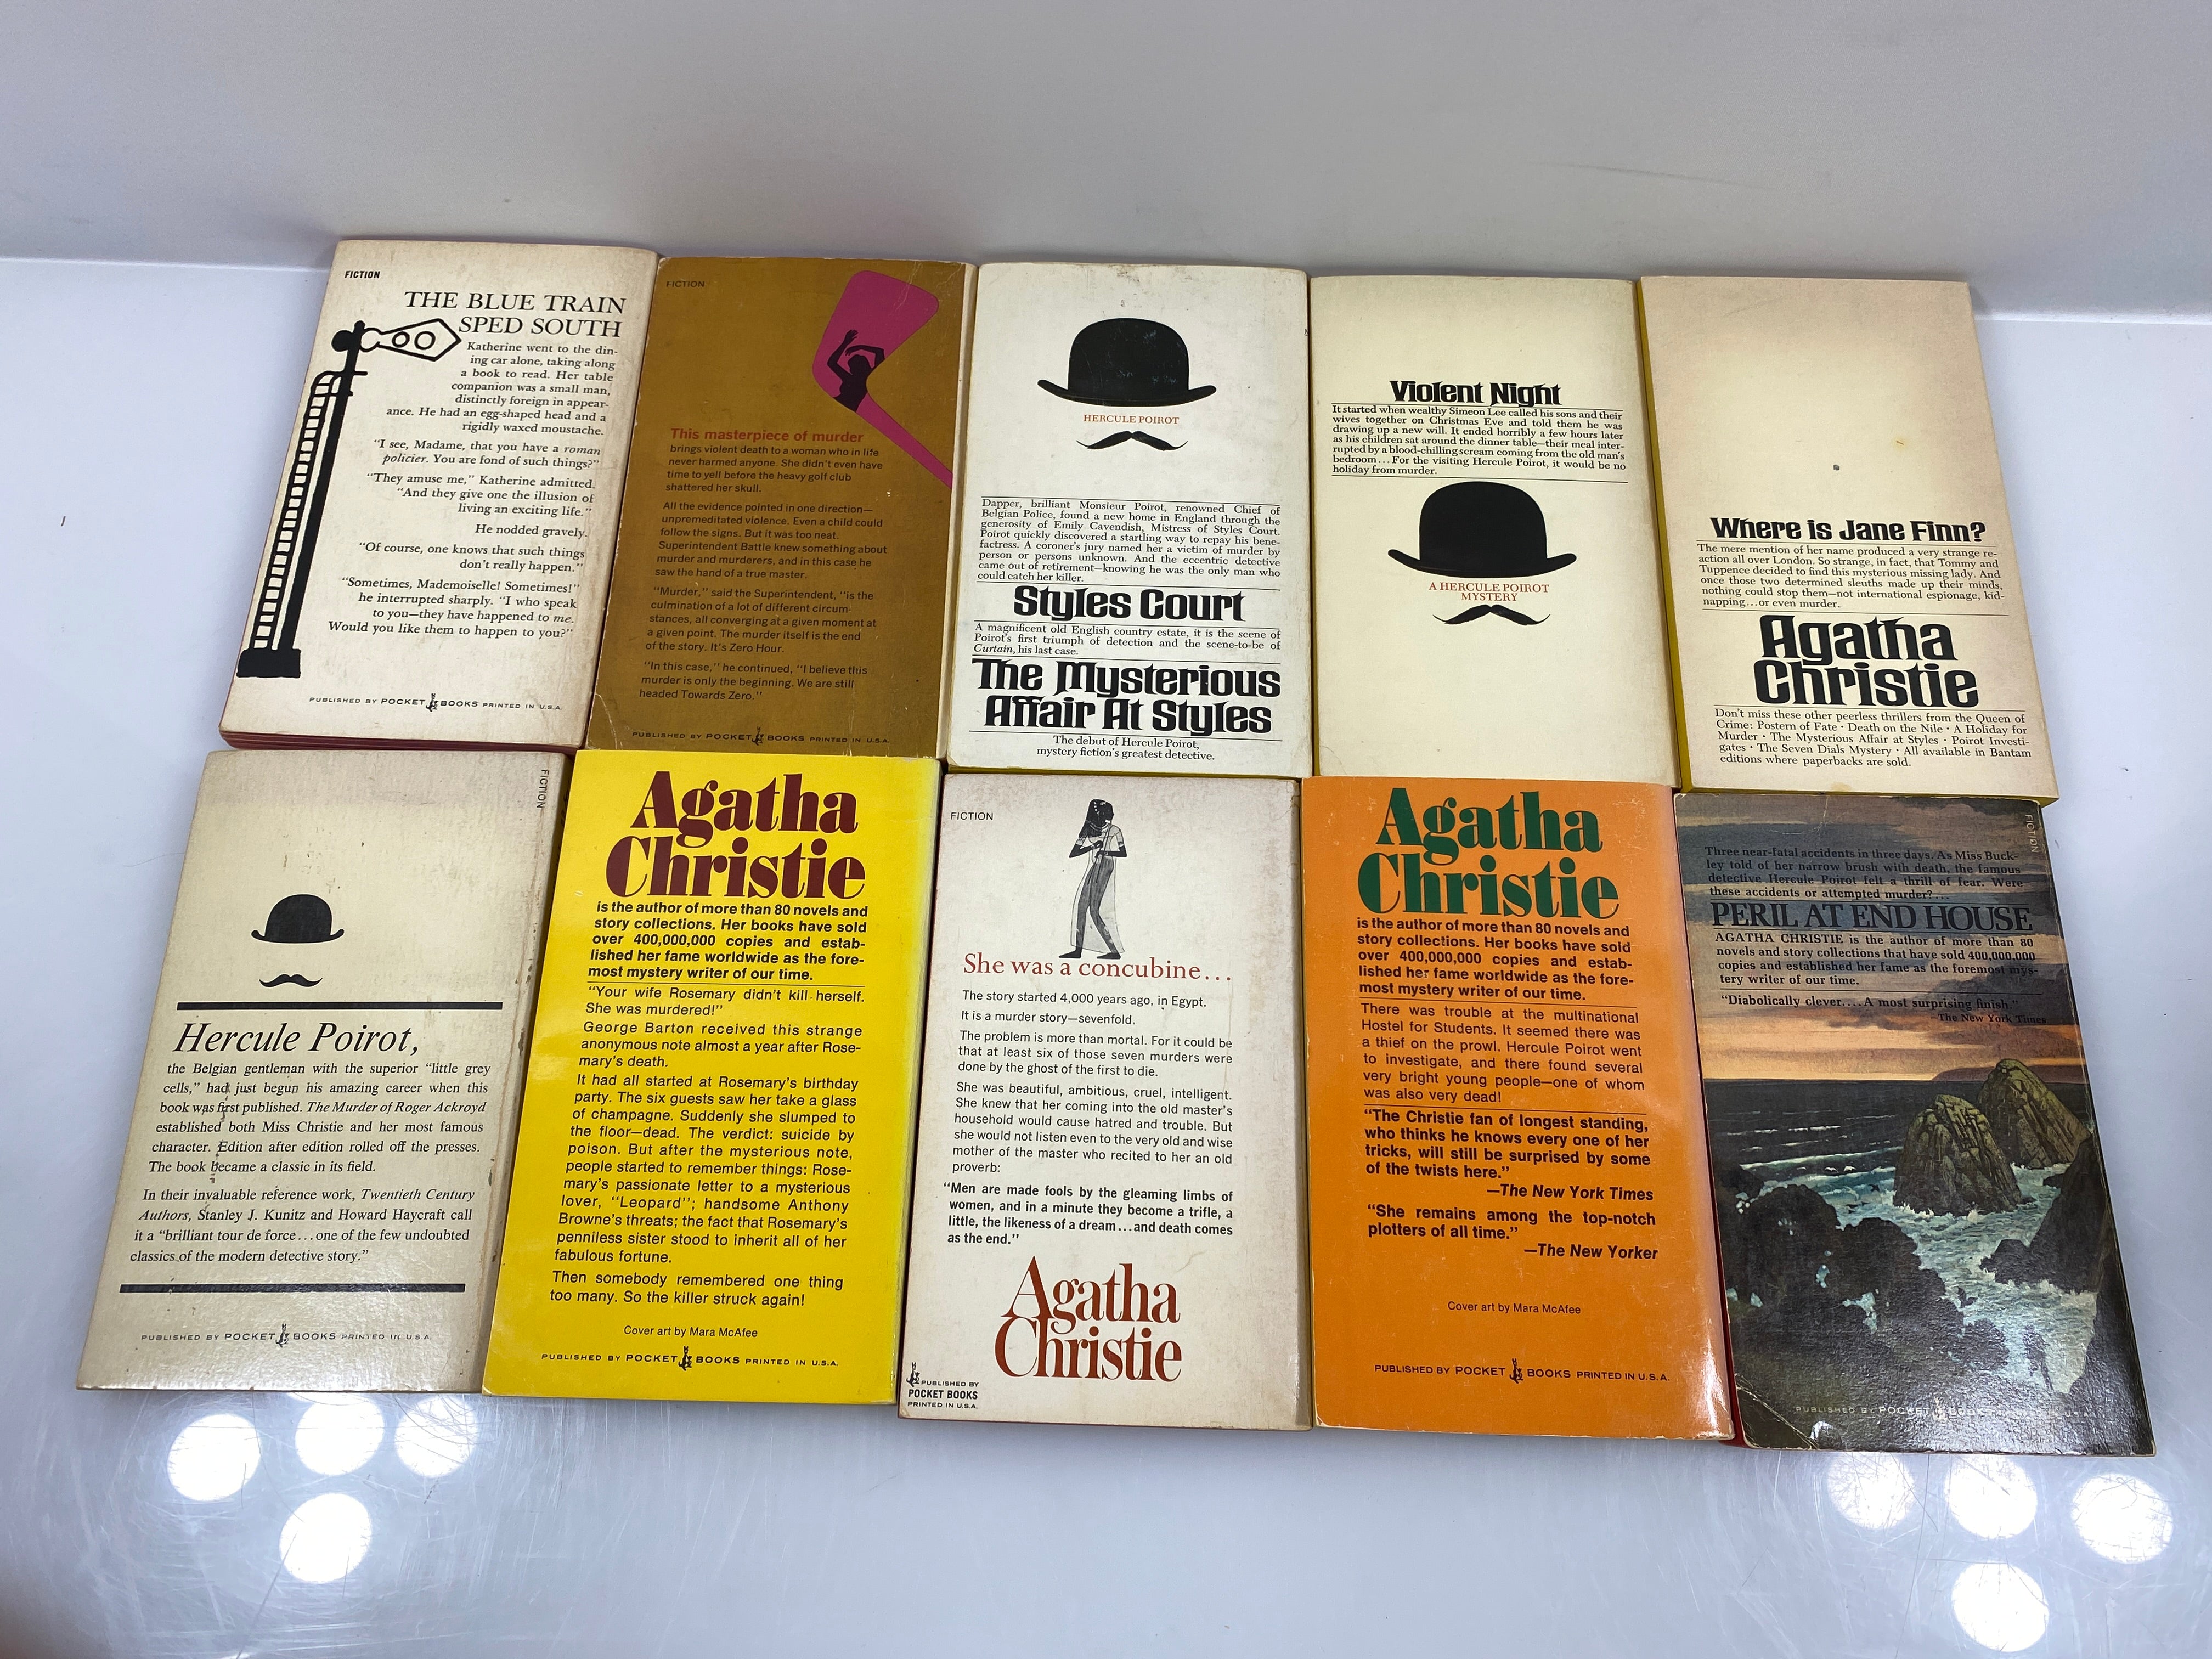 FICTION
THE BLUE TRAIN
SPED SOUTH
Katherine went to the din-
ing car alone, taking along
a book to read. Her table
companion was a small man,
distinctly foreign in appear-
ance. He had an egg-shaped head and a
rigidly waxed moustache.
"I see, Madame, that you have a roman
policier. You are fond of such things?"
"They amuse me," Katherine admitted.
"And they give one the illusion of
living an exciting life."
He nodded gravely.
"Of course, one knows that such things
don't really happen."
"Sometimes, Mademoiselle! Sometimes!"
he interrupted sharply. "I who speak
to you—they have happened to me.
Would you like them to happen to you?"
PUBLISHED BY POCKET BOOKS PRINTED IN U.S.A.
FICTION
This masterpiece of murder
brings violent death to a woman who in life
never harmed anyone. She didn't even have
time to yell before the heavy golf club
shattered her skull.
All the evidence pointed in one direction—
unpremeditated violence. Even a child could
follow the signs. But it was too neat.
Superintendent Battle knew something about
murder and murderers, and in this case he
saw the hand of a true master.
"Murder," said the Superintendent, "is the
culmination of a lot of different circum-
stances, all converging at a given moment at
a given point. The murder itself is the end
of the story. It's Zero Hour.
"In this case," he continued, "I believe this
murder is only the beginning. We are still
headed Towards Zero."
PUBLISHED BY POCKET BOOKS PRINTED IN U.S.A.
HERCULE POIROT
Dapper, brilliant Monsieur Poirot, renowned Chief of
Belgian Police, found a new home in England through the
generosity of Emily Cavendish, Mistress of Styles Court.
Poirot quickly discovered a startling way to repay his bene-
factress. A coroner's jury named her a victim of murder by
person or persons unknown. And the eccentric detective
came out of retirement—knowing he was the only man who
could catch her killer.
Styles Court
A magnificent old English country estate, it is the scene of
Poirot's first triumph of detection and the scene-to-be of
Curtain, his last case.
The Mysterious
Affair At Styles
The debut of Hercule Poirot,
mystery fiction's greatest detective.
Violent Night
It started when wealthy Simeon Lee called his sons and their
wives together on Christmas Eve and told them he was
drawing up a new will. It ended horribly a few hours later
as his children sat around the dinner table—their meal inter-
rupted by a blood-chilling scream coming from the old man's
bedroom... For the visiting Hercule Poirot, it would be no
holiday from murder.
A HERCULE POIROT
MYSTERY
Where is Jane Finn?
The mere mention of her name produced a very strange re-
action all over London. So strange, in fact, that Tommy and
Tuppence decided to find this mysterious missing lady. And
once those two determined sleuths made up their minds,
nothing could stop them—not international espionage, kid-
napping...or even murder.
Agatha
Christie
Don't miss these other peerless thrillers from the Queen of
Crime: Postern of Fate • Death on the Nile • A Holiday for
Murder • The Mysterious Affair at Styles • Poirot Investi-
gates • The Seven Dials Mystery • All available in Bantam
editions where paperbacks are sold.
FICTION
Hercule Poirot,
the Belgian gentleman with the superior "little grey
cells," had just begun his amazing career when this
book was first published. The Murder of Roger Ackroyd
established both Miss Christie and her most famous
character. Edition after edition rolled off the presses.
The book became a classic in its field.
In their invaluable reference work, Twentieth Century
Authors, Stanley J. Kunitz and Howard Haycraft call
it a "brilliant tour de force...one of the few undoubted
classics of the modern detective story."
PUBLISHED BY POCKET BOOKS PRINTED IN U.S.A.
Agatha
Christie
is the author of more than 80 novels and
story collections. Her books have sold
over 400,000,000 copies and estab-
lished her fame worldwide as the fore-
most mystery writer of our time.
"Your wife Rosemary didn't kill herself.
She was murdered!"
George Barton received this strange
anonymous note almost a year after Rose-
mary's death.
It had all started at Rosemary's birthday
party. The six guests saw her take a glass
of champagne. Suddenly she slumped to
the floor—dead. The verdict: suicide by
poison. But after the mysterious note,
people started to remember things: Rose-
mary's passionate letter to a mysterious
lover, "Leopard"; handsome Anthony
Browne's threats; the fact that Rosemary's
penniless sister stood to inherit all of her
fabulous fortune.
Then somebody remembered one thing
too many. So the killer struck again!
Cover art by Mara McAfee
PUBLISHED BY POCKET BOOKS PRINTED IN U.S.A.
FICTION
She was a concubine...
The story started 4,000 years ago, in Egypt.
It is a murder story—sevenfold.
The problem is more than mortal. For it could be
that at least six of those seven murders were
done by the ghost of the first to die.
She was beautiful, ambitious, cruel, intelligent.
She knew that her coming into the old master's
household would cause hatred and trouble. But
she would not listen even to the very old and wise
mother of the master who recited to her an old
proverb:
"Men are made fools by the gleaming limbs of
women, and in a minute they become a trifle, a
little, the likeness of a dream...and death comes
as the end."
Agatha
Christie
PUBLISHED BY
POCKET BOOKS
PRINTED IN U.S.A.
Agatha
Christie
is the author of more than 80 novels and
story collections. Her books have sold
over 400,000,000 copies and estab-
lished her fame worldwide as the fore-
most mystery writer of our time.
There was trouble at the multinational
Hostel for Students. It seemed there was
a thief on the prowl. Hercule Poirot went
to investigate, and there found several
very bright young people—one of whom
was also very dead!
"The Christie fan of longest standing,
who thinks he knows every one of her
tricks, will still be surprised by some
of the twists here."
—The New York Times
"She remains among the top-notch
plotters of all time."
—The New Yorker
Cover art by Mara McAfee
PUBLISHED BY POCKET BOOKS PRINTED IN U.S.A.
FICTION
Three near-fatal accidents in three days. As Miss Buck-
ley told of her narrow brush with death, the famous
detective Hercule Poirot felt a thrill of fear. Were
these accidents or attempted murder?...
PERIL AT END HOUSE
AGATHA CHRISTIE is the author of more than 80
novels and story collections that have sold 400,000,000
copies and established her fame as the foremost mys-
tery writer of our time.
"Diabolically clever....A most surprising finish."
—The New York Times
PUBLISHED BY POCKET BOOKS U.S.A.